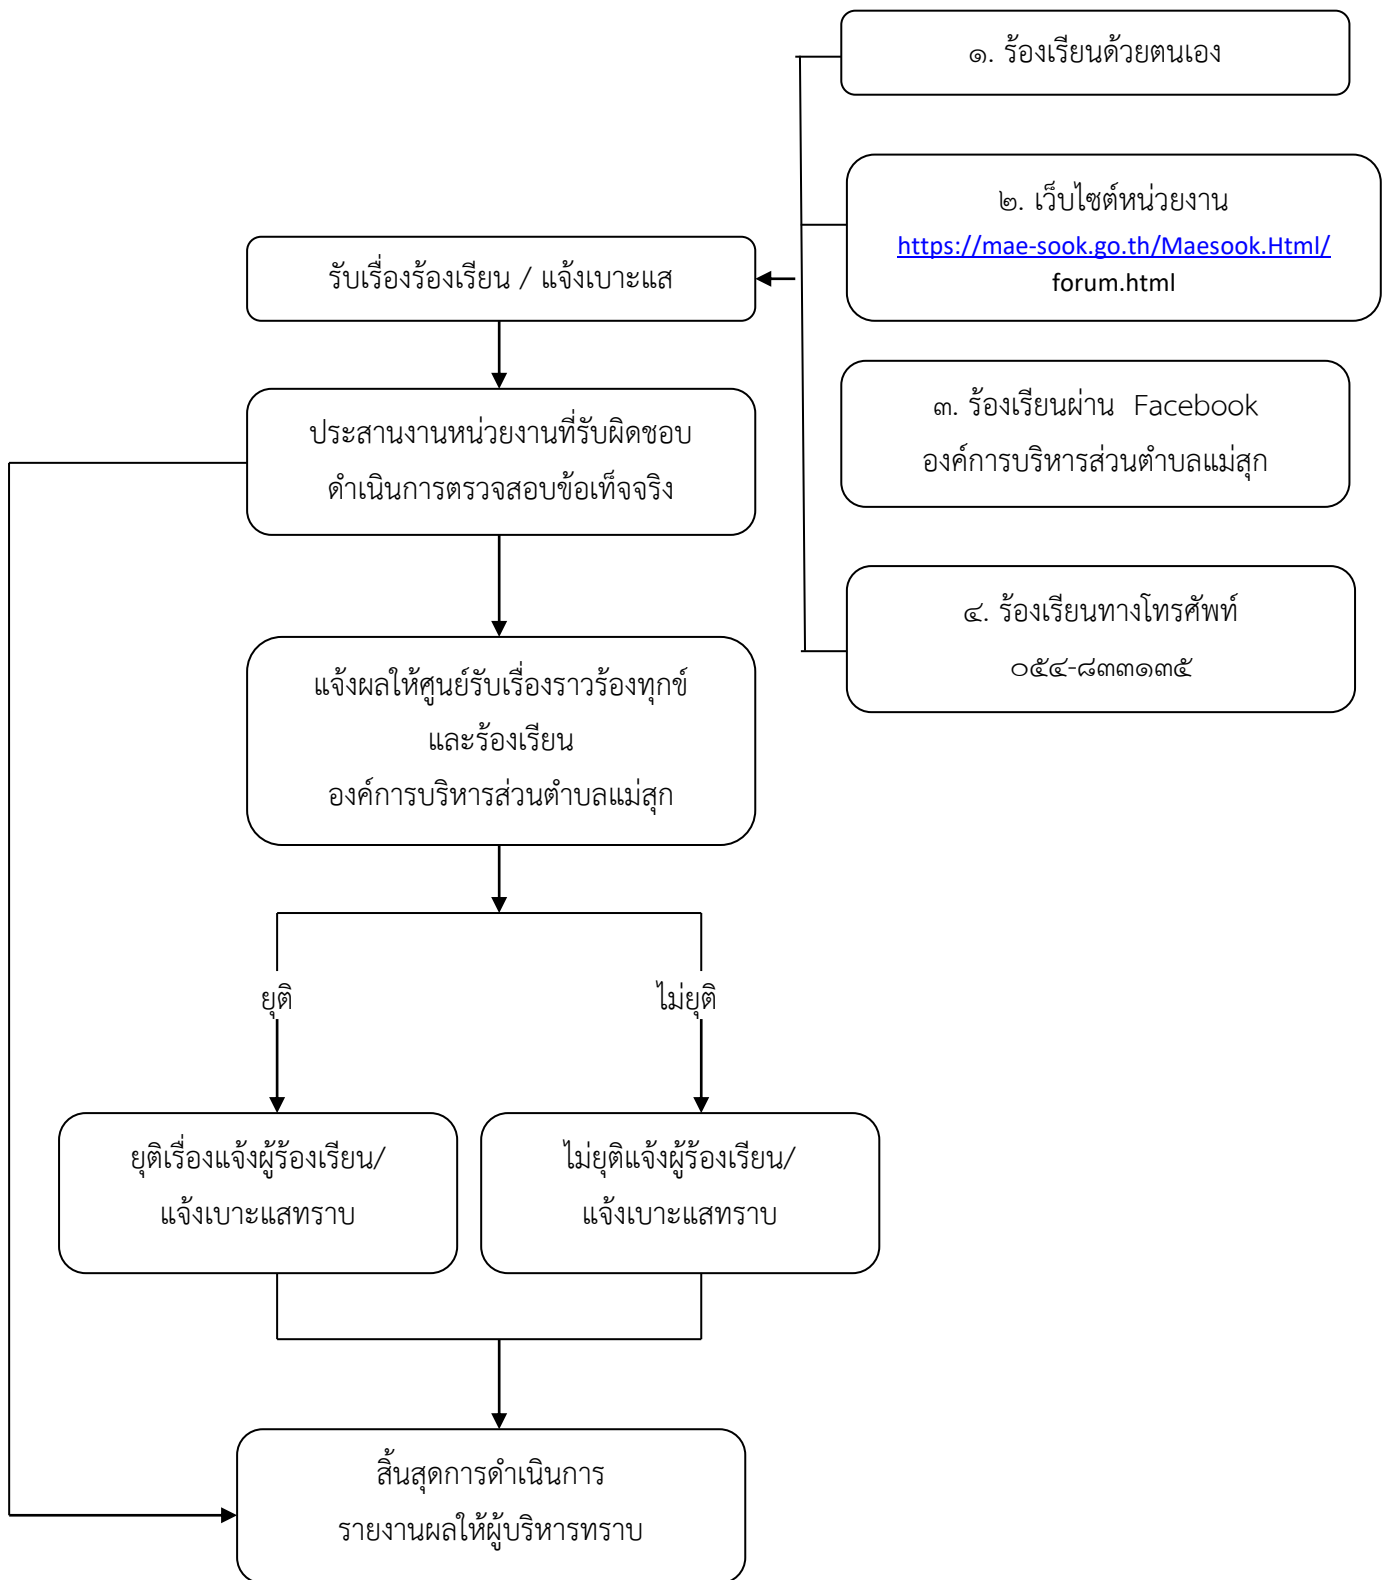 ๑. ร้องเรียนด้วยตนเอง
๒. เว็บไซต์หน่วยงาน
https://mae-sook.go.th/Maesook.Html/
forum.html
รับเรื่องร้องเรียน / แจ้งเบาะแส
๓. ร้องเรียนผ่าน Facebook
องค์การบริหารส่วนตำบลแม่สุก
ประสานงานหน่วยงานที่รับผิดชอบ
ดำเนินการตรวจสอบข้อเท็จจริง
๔. ร้องเรียนทางโทรศัพท์
๐๕๔-๘๓๓๑๓๕
แจ้งผลให้ศูนย์รับเรื่องราวร้องทุกข์
และร้องเรียน
องค์การบริหารส่วนตำบลแม่สุก
ยุติ
ไม่ยุติ
ยุติเรื่องแจ้งผู้ร้องเรียน/
แจ้งเบาะแสทราบ
ไม่ยุติแจ้งผู้ร้องเรียน/
แจ้งเบาะแสทราบ
สิ้นสุดการดำเนินการ
รายงานผลให้ผู้บริหารทราบ